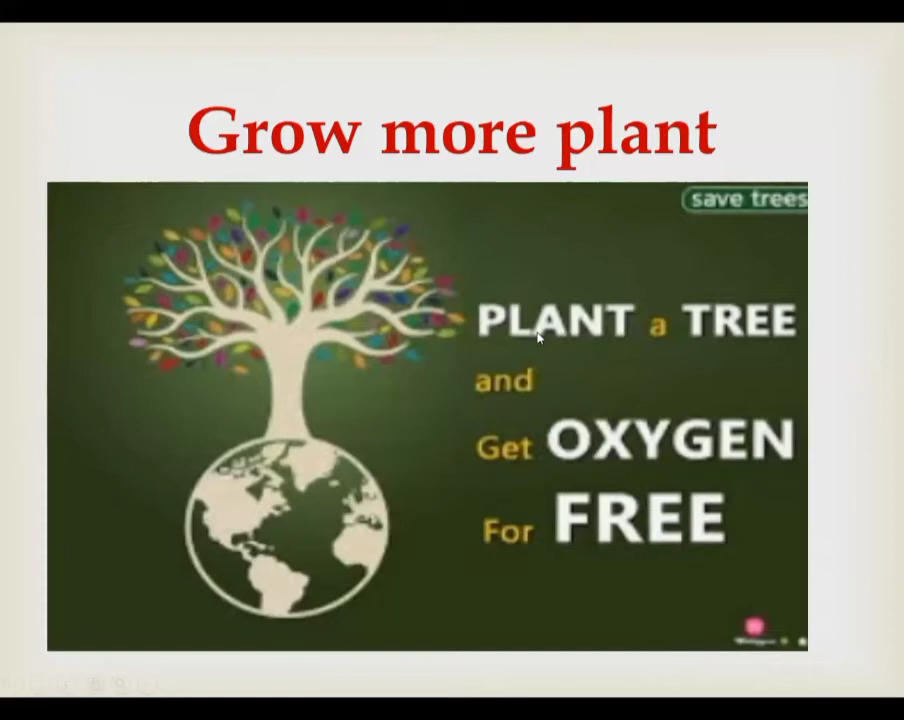 Grow more plant
save trees
PLANT a TREE
and
Get OXYGEN
For FREE